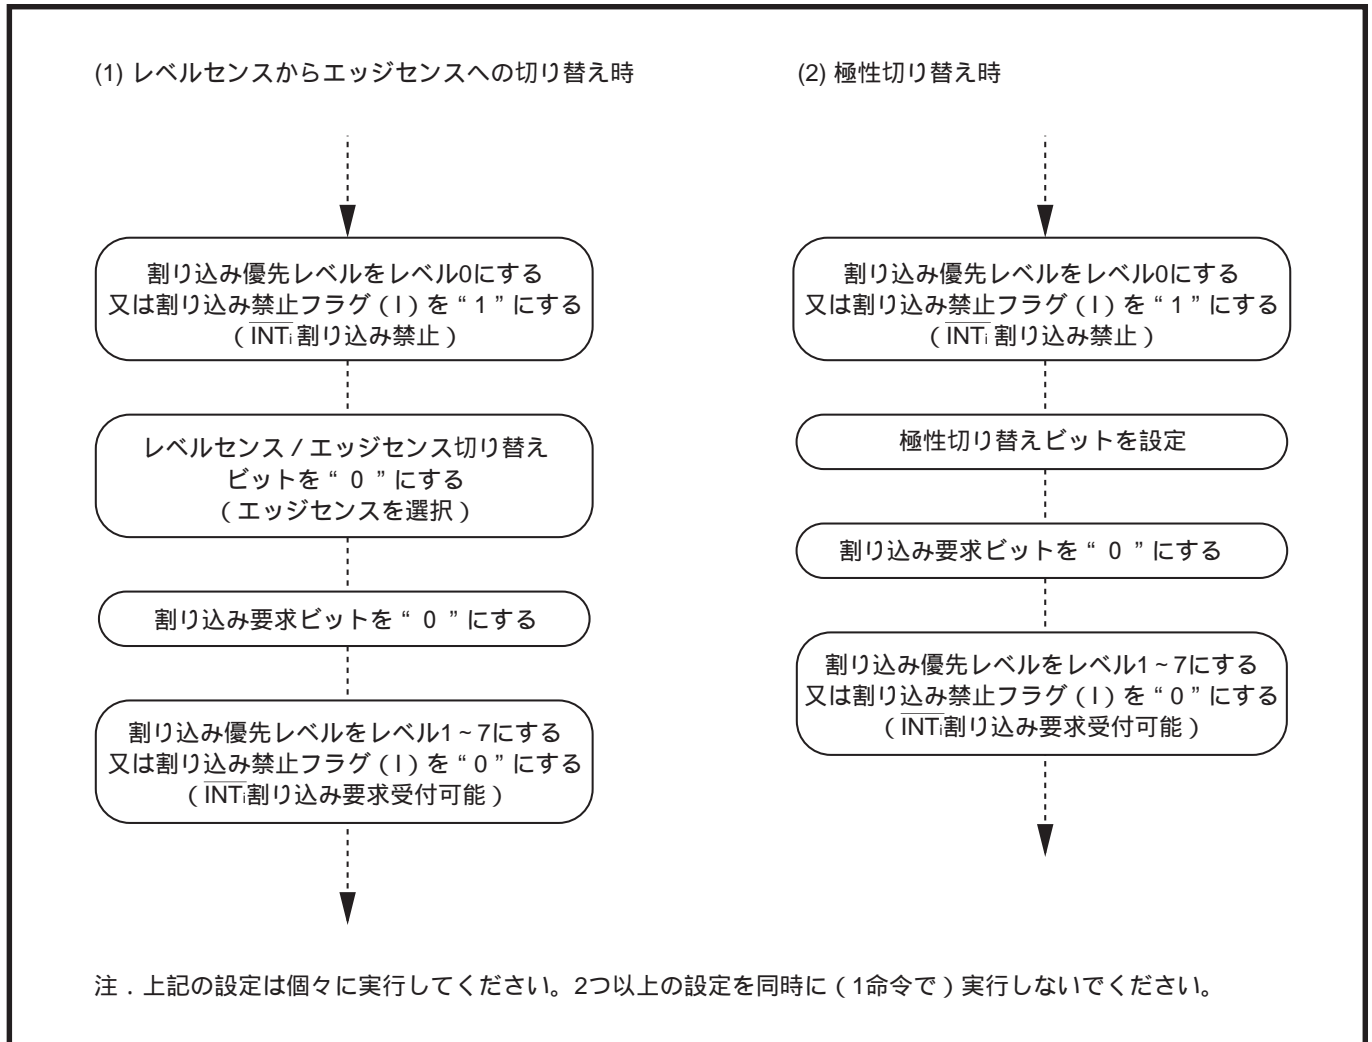 (1) レベルセンスからエッジセンスへの切り替え時
割り込み優先レベルをレベル0にする
又は割り込み禁止フラグ(I)を“1”にする
(INTi割り込み禁止)
レベルセンス/エッジセンス切り替え
ビットを“0”にする
(エッジセンスを選択)
割り込み要求ビットを“0”にする
割り込み優先レベルをレベル1~7にする
又は割り込み禁止フラグ(I)を“0”にする
(INTi割り込み要求受付可能)
(2) 極性切り替え時
割り込み優先レベルをレベル0にする
又は割り込み禁止フラグ(I)を“1”にする
(INTi割り込み禁止)
極性切り替えビットを設定
割り込み要求ビットを“0”にする
割り込み優先レベルをレベル1~7にする
又は割り込み禁止フラグ(I)を“0”にする
(INTi割り込み要求受付可能)
注.上記の設定は個々に実行してください。2つ以上の設定を同時に(1命令で)実行しないでください。